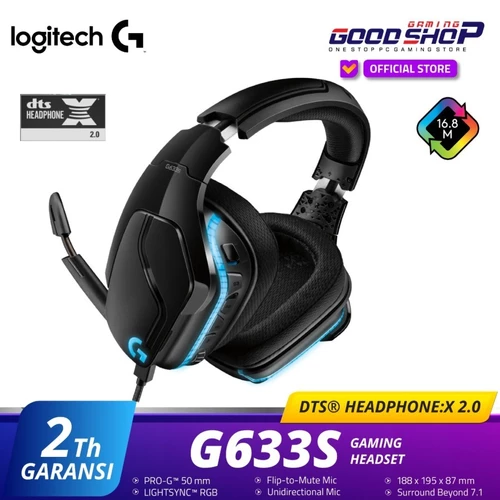 logitech G
GAMING
GOODSHOP
ONE STOP PC GAMING STORE
OFFICIAL STORE
dts
HEADPHONE X
2.0
16.8
M
G633s
G
DTS® HEADPHONE:X 2.0
2Th
GARANSI
G633S
GAMING
HEADSET
• PRO-G™ 50 mm
• LIGHTSYNC™ RGB
• Flip-to-Mute Mic
• Unidirectional Mic
• 188 x 195 x 87 mm
• Surround Beyond 7.1